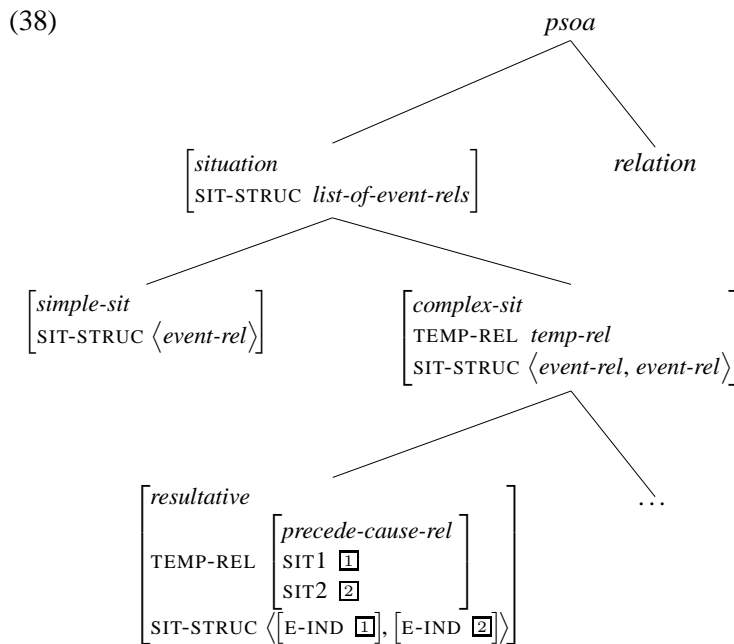 (38)
psoa
situation
SIT-STRUC list-of-event-rels
relation
simple-sit
SIT-STRUC ⟨event-rel⟩
complex-sit
TEMP-REL temp-rel
SIT-STRUC ⟨event-rel, event-rel⟩
resultative
TEMP-REL
precede-cause-rel
SIT1 1
SIT2 2
SIT-STRUC ⟨[E-IND 1], [E-IND 2]⟩
...